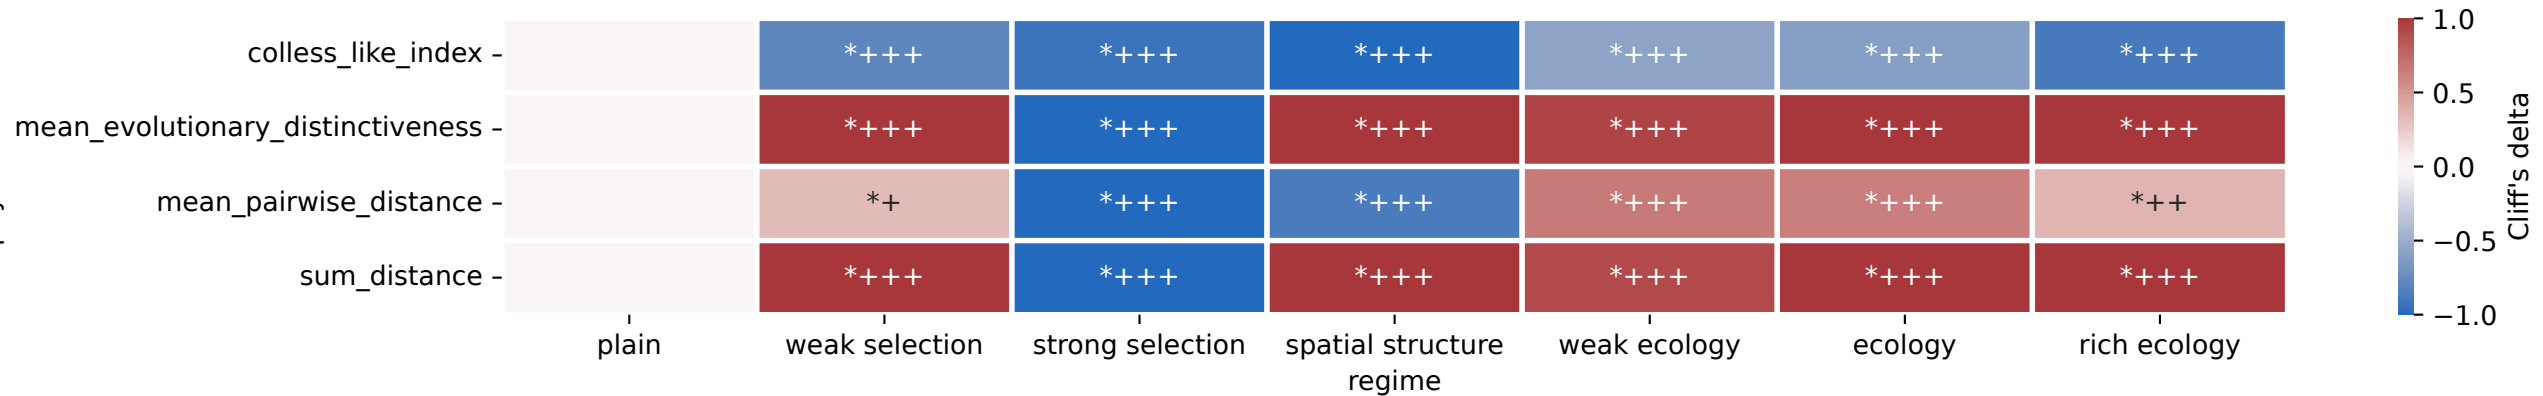 colless_like_index *+++ *+++ *+++ *+++ *+++ *+++
mean_evolutionary_distinctiveness *+++ *+++ *+++ *+++ *+++ *+++
mean_pairwise_distance *+ *+++ *+++ *+++ *+++ *++
sum_distance *+++ *+++ *+++ *+++ *+++ *+++
plain weak selection strong selection spatial structure weak ecology ecology rich ecology
regime
1.0
0.5
0.0
−0.5
−1.0
Cliff's delta